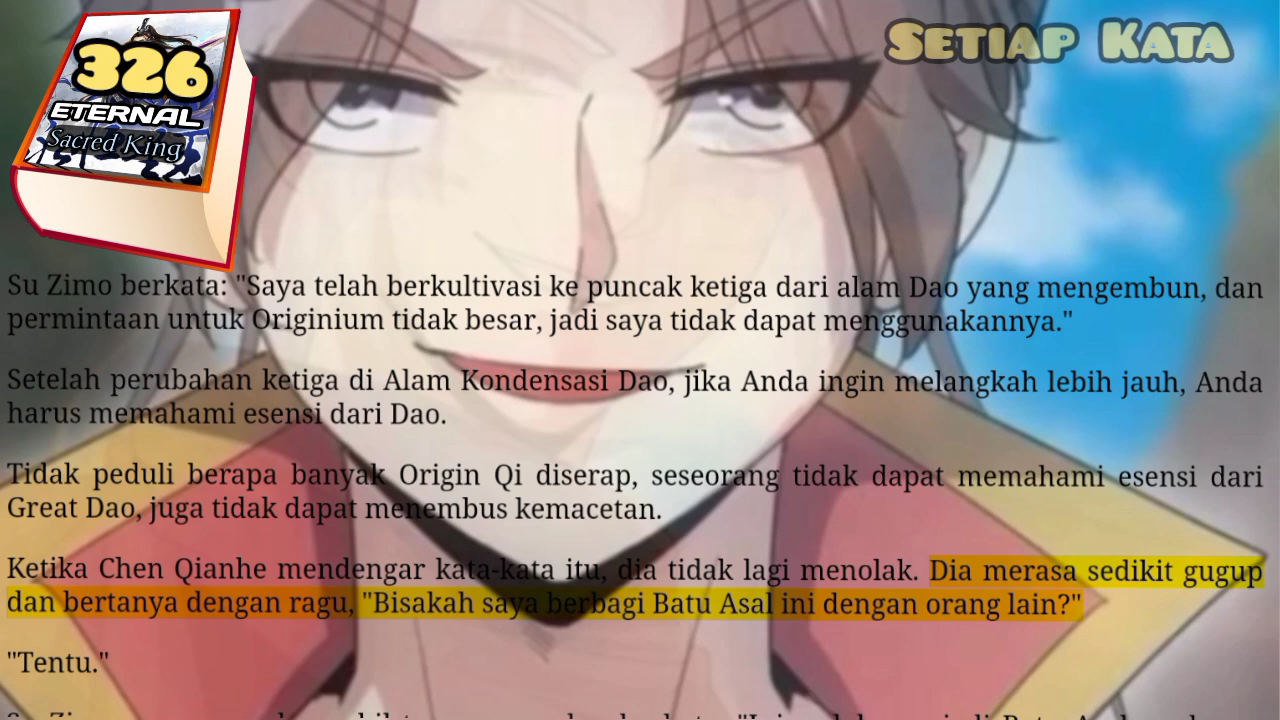 326
ETERNAL
Sacred King
SETIAP KATA
Su Zimo berkata: "Saya telah berkultivasi ke puncak ketiga dari alam Dao yang mengembun, dan
permintaan untuk Originium tidak besar, jadi saya tidak dapat menggunakannya."
Setelah perubahan ketiga di Alam Kondensasi Dao, jika Anda ingin melangkah lebih jauh, Anda
harus memahami esensi dari Dao.
Tidak peduli berapa banyak Origin Qi diserap, seseorang tidak dapat memahami esensi dari
Great Dao, juga tidak dapat menembus kemacetan.
Ketika Chen Qianhe mendengar kata-kata itu, dia tidak lagi menolak. Dia merasa sedikit gugup
dan bertanya dengan ragu, "Bisakah saya berbagi Batu Asal ini dengan orang lain?"
"Tentu."